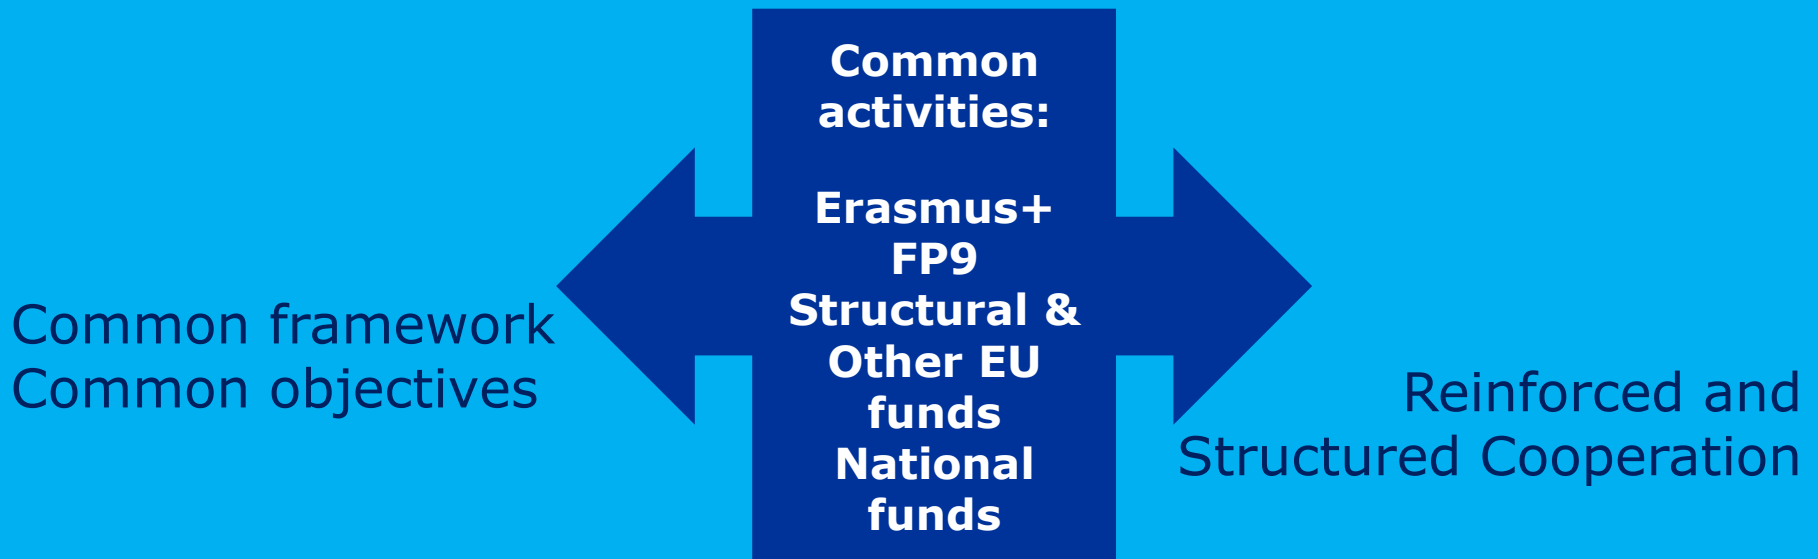 Common framework
Common objectives
Common
activities:
Erasmus+
FP9
Structural &
Other EU
funds
National
funds
Reinforced and
Structured Cooperation